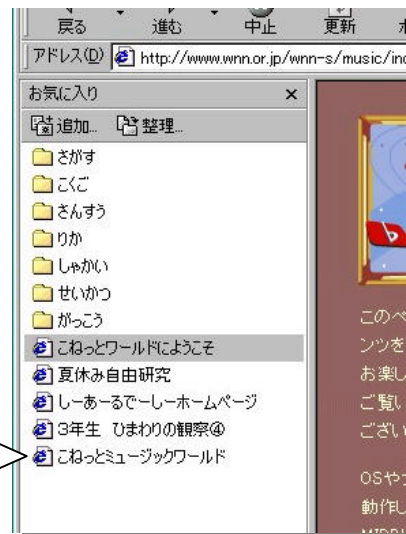 戻る 進む 中止 更新
アドレス(D) http://www.wnn.or.jp/wnn-s/music/in
お気に入り ×
追加... 整理...
さがす
こくご
さんすう
りか
しゃかい
せいかつ
がっこう
こねっとワールドにようこそ
夏休み自由研究
しーあーるでーしーホームページ
3年生 ひまわりの観察④
こねっとミュージックワールド
このペ
ンツを
お楽し
ご覧い
ござい
OSや
動作し